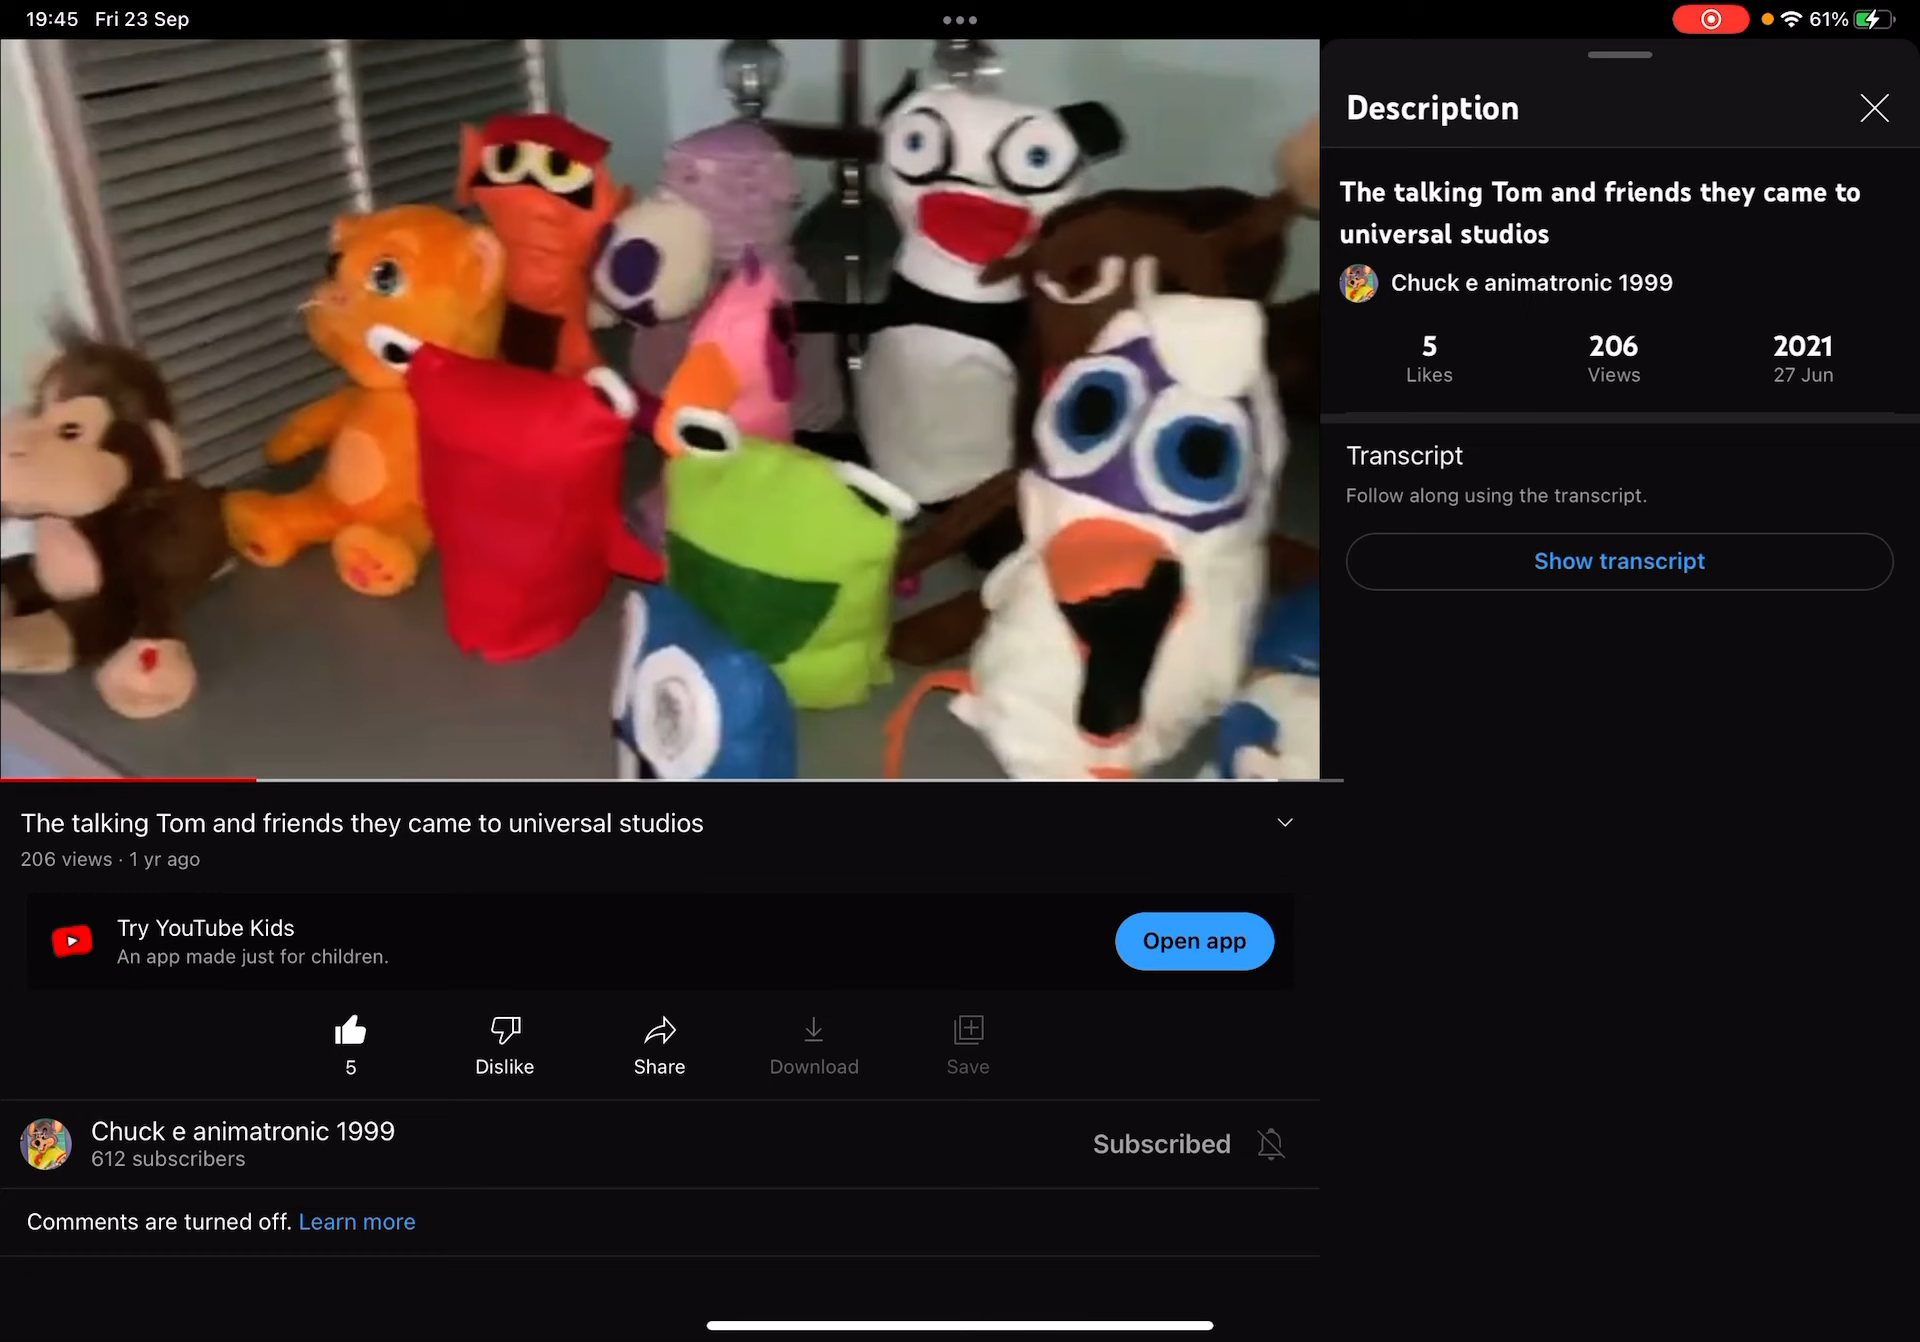 19:45 Fri 23 Sep
61%
Description
The talking Tom and friends they came to
universal studios
Chuck e animatronic 1999
5 206 2021
Likes Views 27 Jun
Transcript
Follow along using the transcript.
Show transcript
The talking Tom and friends they came to universal studios
206 views · 1 yr ago
Try YouTube Kids
An app made just for children.
Open app
5 Dislike Share Download Save
Chuck e animatronic 1999
612 subscribers
Subscribed
Comments are turned off. Learn more